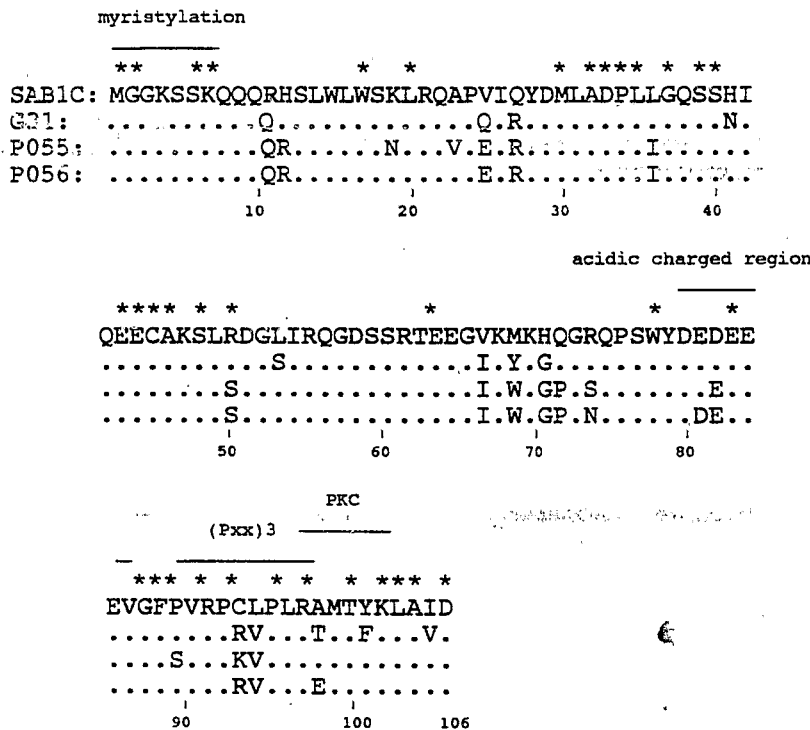 myristylation
** ** * * * **** * **
SAB1C: MGGKSSKQQQRHSLWLWSKLRQAPVIQYDMLADPLLGQSSHI
G31: ..........Q.............Q.R.............N.
P055: ..........QR......N...V.E.R........I......
P056: ..........QR............E.R........I......
10 20 30 40
acidic charged region
**** * * * * *
QEECAKSLRDGLIRQGDSSRTEEGVKMKHQGRQPSWYDEDEE
...........S............I.Y.G.............
........S...............I.W.GP.S.......E..
........S...............I.W.GP.N......DE..
50 60 70 80
PKC
(Pxx)3
*** * * * * * *** *
EVGFPVRPCLPLRAMTYKLAID
........RV...T..F...V.
....S...KV............
........RV...E........
90 100 106